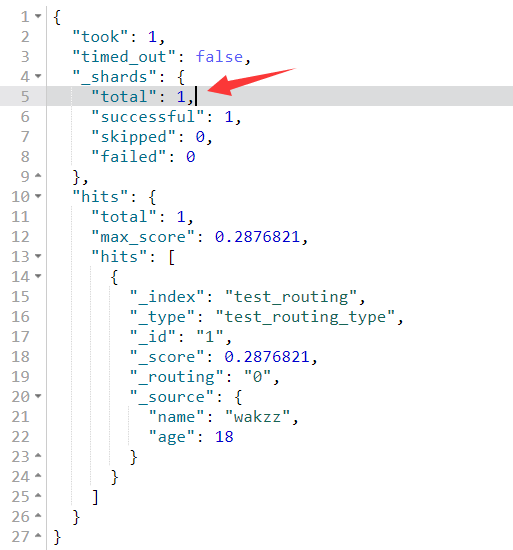 1 {
2 "took": 1,
3 "timed_out": false,
4 "_shards": {
5 "total": 1,
6 "successful": 1,
7 "skipped": 0,
8 "failed": 0
9 },
10 "hits": {
11 "total": 1,
12 "max_score": 0.2876821,
13 "hits": [
14 {
15 "_index": "test_routing",
16 "_type": "test_routing_type",
17 "_id": "1",
18 "_score": 0.2876821,
19 "_routing": "0",
20 "_source": {
21 "name": "wakzz",
22 "age": 18
23 }
24 }
25 ]
26 }
27 }